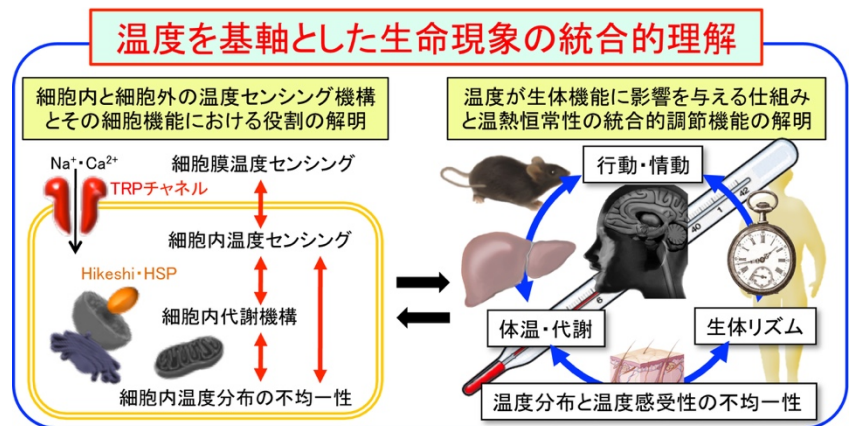 温度を基軸とした生命現象の統合的理解
細胞内と細胞外の温度センシング機構
とその細胞機能における役割の解明
Na⁺・Ca²⁺
細胞膜温度センシング
TRPチャネル
細胞内温度センシング
Hikeshi・HSP
細胞内代謝機構
細胞内温度分布の不均一性
温度が生体機能に影響を与える仕組み
と温熱恒常性の統合的調節機能の解明
行動・情動
42
1
40
6
体温・代謝
生体リズム
温度分布と温度感受性の不均一性